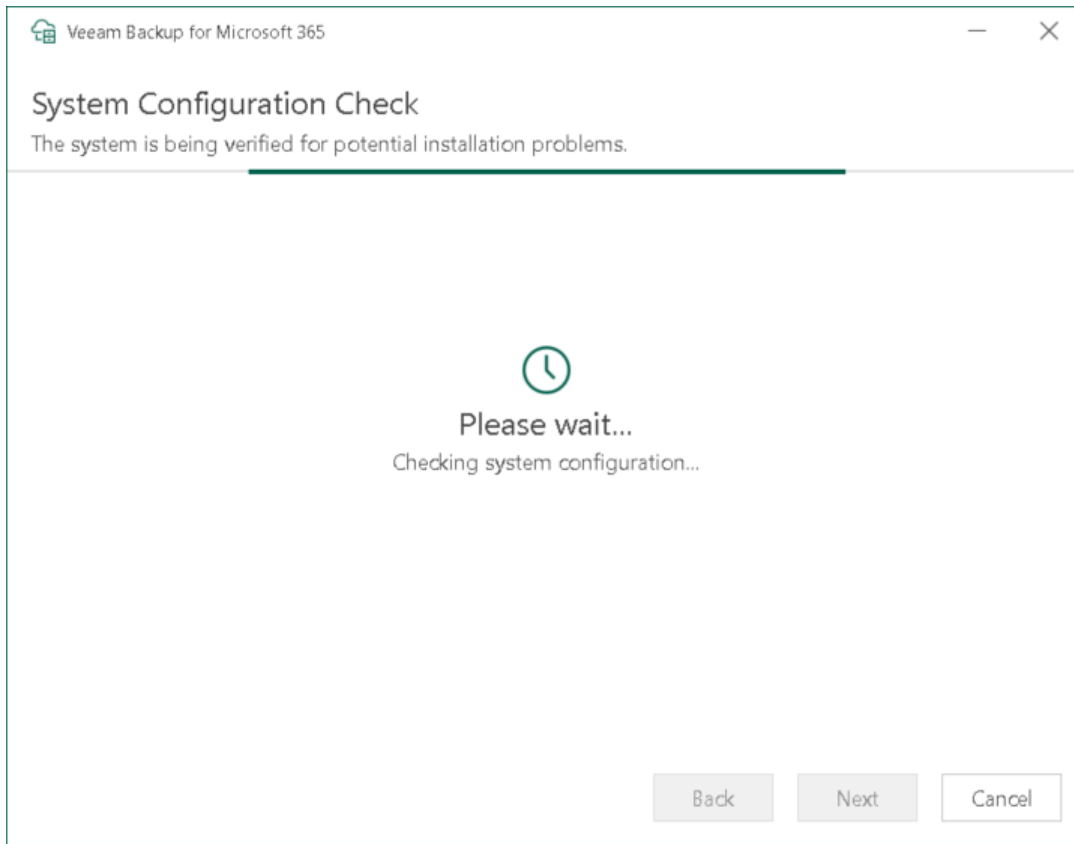 Veeam Backup for Microsoft 365
System Configuration Check
The system is being verified for potential installation problems.
Please wait...
Checking system configuration...
Back Next Cancel